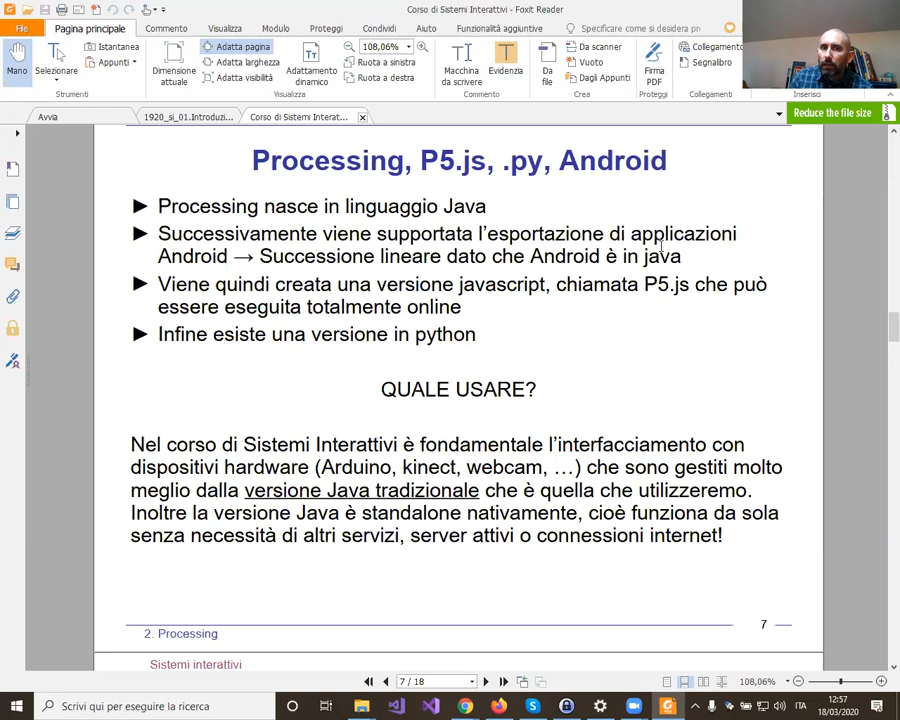 Corso di Sistemi Interattivi - Foxit Reader
File Pagina principale Commento Visualizza Modulo Proteggi Condividi Aiuto Funzionalità aggiuntive Specificare come si desidera
Mano
Selezionare
Istantanea
Appunti
Strumenti
Dimensione attuale
Adatta pagina
Adatta larghezza
Adatta visibilità
Adattamento dinamico
108,06%
Ruota a sinistra
Ruota a destra
Visualizza
Macchina da scrivere
Evidenzia
Commento
Da file
Da scanner
Vuoto
Dagli Appunti
Crea
Firma PDF
Proteggi
Collegamento
Segnalibro
Collegamenti
Inserisci
Avvia 1920_si_01.Introduzi... Corso di Sistemi Interat...
Reduce the file size
Processing, P5.js, .py, Android
► Processing nasce in linguaggio Java
► Successivamente viene supportata l'esportazione di applicazioni
Android → Successione lineare dato che Android è in java
► Viene quindi creata una versione javascript, chiamata P5.js che può
essere eseguita totalmente online
► Infine esiste una versione in python
QUALE USARE?
Nel corso di Sistemi Interattivi è fondamentale l'interfacciamento con
dispositivi hardware (Arduino, kinect, webcam, …) che sono gestiti molto
meglio dalla versione Java tradizionale che è quella che utilizzeremo.
Inoltre la versione Java è standalone nativamente, cioè funziona da sola
senza necessità di altri servizi, server attivi o connessioni internet!
7
2. Processing
Sistemi interattivi
7 / 18
108,06%
Scrivi qui per eseguire la ricerca
ITA
12:57
18/03/2020